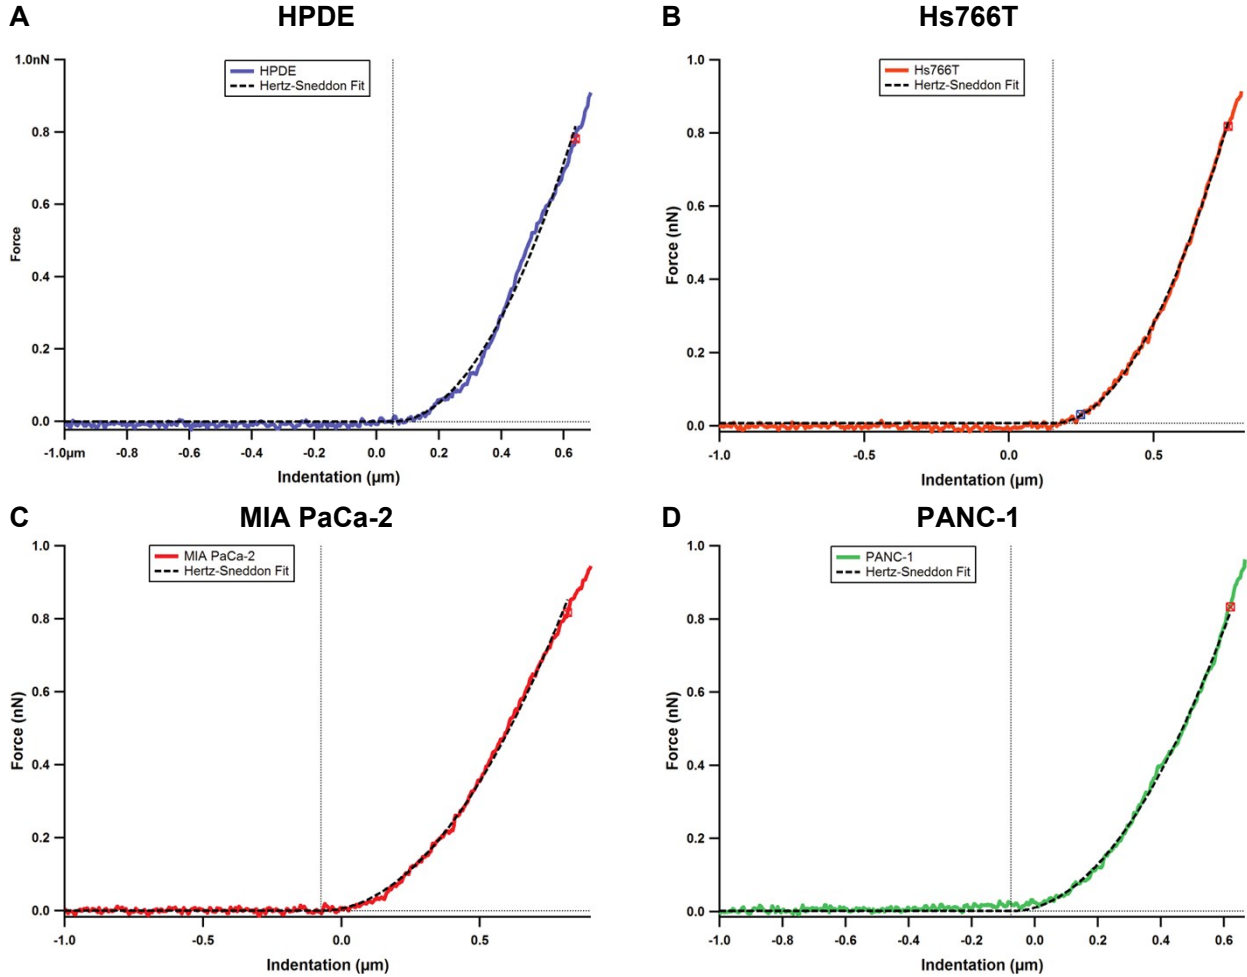 A HPDE
1.0nN
HPDE
Hertz-Sneddon Fit
0.8
0.6
Force
0.4
0.2
0.0
-1.0µm -0.8 -0.6 -0.4 -0.2 0.0 0.2 0.4 0.6
Indentation (µm)
B Hs766T
1.0
Hs766T
Hertz-Sneddon Fit
0.8
0.6
Force (nN)
0.4
0.2
0.0
-1.0 -0.5 0.0 0.5
Indentation (µm)
C MIA PaCa-2
1.0
MIA PaCa-2
Hertz-Sneddon Fit
0.8
0.6
Force (nN)
0.4
0.2
0.0
-1.0 -0.5 0.0 0.5
Indentation (µm)
D PANC-1
1.0
PANC-1
Hertz-Sneddon Fit
0.8
0.6
Force (nN)
0.4
0.2
0.0
-1.0 -0.8 -0.6 -0.4 -0.2 0.0 0.2 0.4 0.6
Indentation (µm)